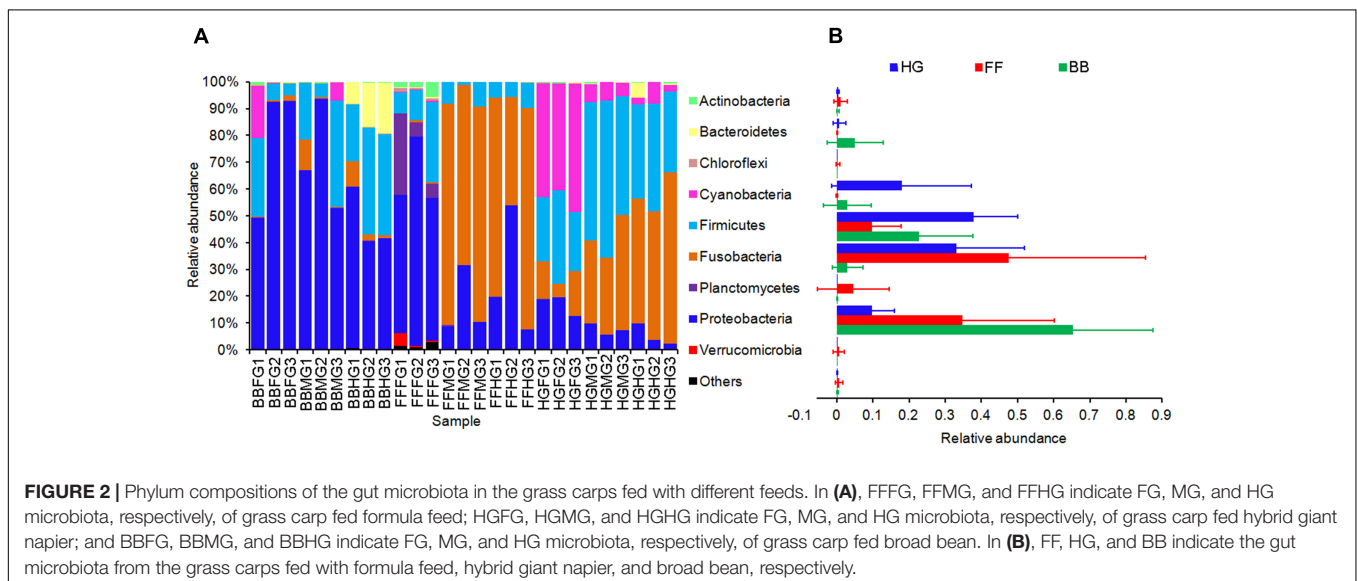 A
B
HG
FF
BB
Relative abundance
100%
90%
80%
70%
60%
50%
40%
30%
20%
10%
0%
BBFG1
BBFG2
BBFG3
BBMG1
BBMG2
BBMG3
BBHG1
BBHG2
BBHG3
FFFG1
FFFG2
FFFG3
FFMG1
FFMG2
FFMG3
FFHG1
FFHG2
FFHG3
HGFG1
HGFG2
HGFG3
HGMG1
HGMG2
HGMG3
HGHG1
HGHG2
HGHG3
Sample
Actinobacteria
Bacteroidetes
Chloroflexi
Cyanobacteria
Firmicutes
Fusobacteria
Planctomycetes
Proteobacteria
Verrucomicrobia
Others
-0.1 0 0.1 0.2 0.3 0.4 0.5 0.6 0.7 0.8 0.9
Relative abundance
FIGURE 2 | Phylum compositions of the gut microbiota in the grass carps fed with different feeds. In (A), FFFG, FFMG, and FFHG indicate FG, MG, and HG
microbiota, respectively, of grass carp fed formula feed; HGFG, HGMG, and HGHG indicate FG, MG, and HG microbiota, respectively, of grass carp fed hybrid giant
napier; and BBFG, BBMG, and BBHG indicate FG, MG, and HG microbiota, respectively, of grass carp fed broad bean. In (B), FF, HG, and BB indicate the gut
microbiota from the grass carps fed with formula feed, hybrid giant napier, and broad bean, respectively.